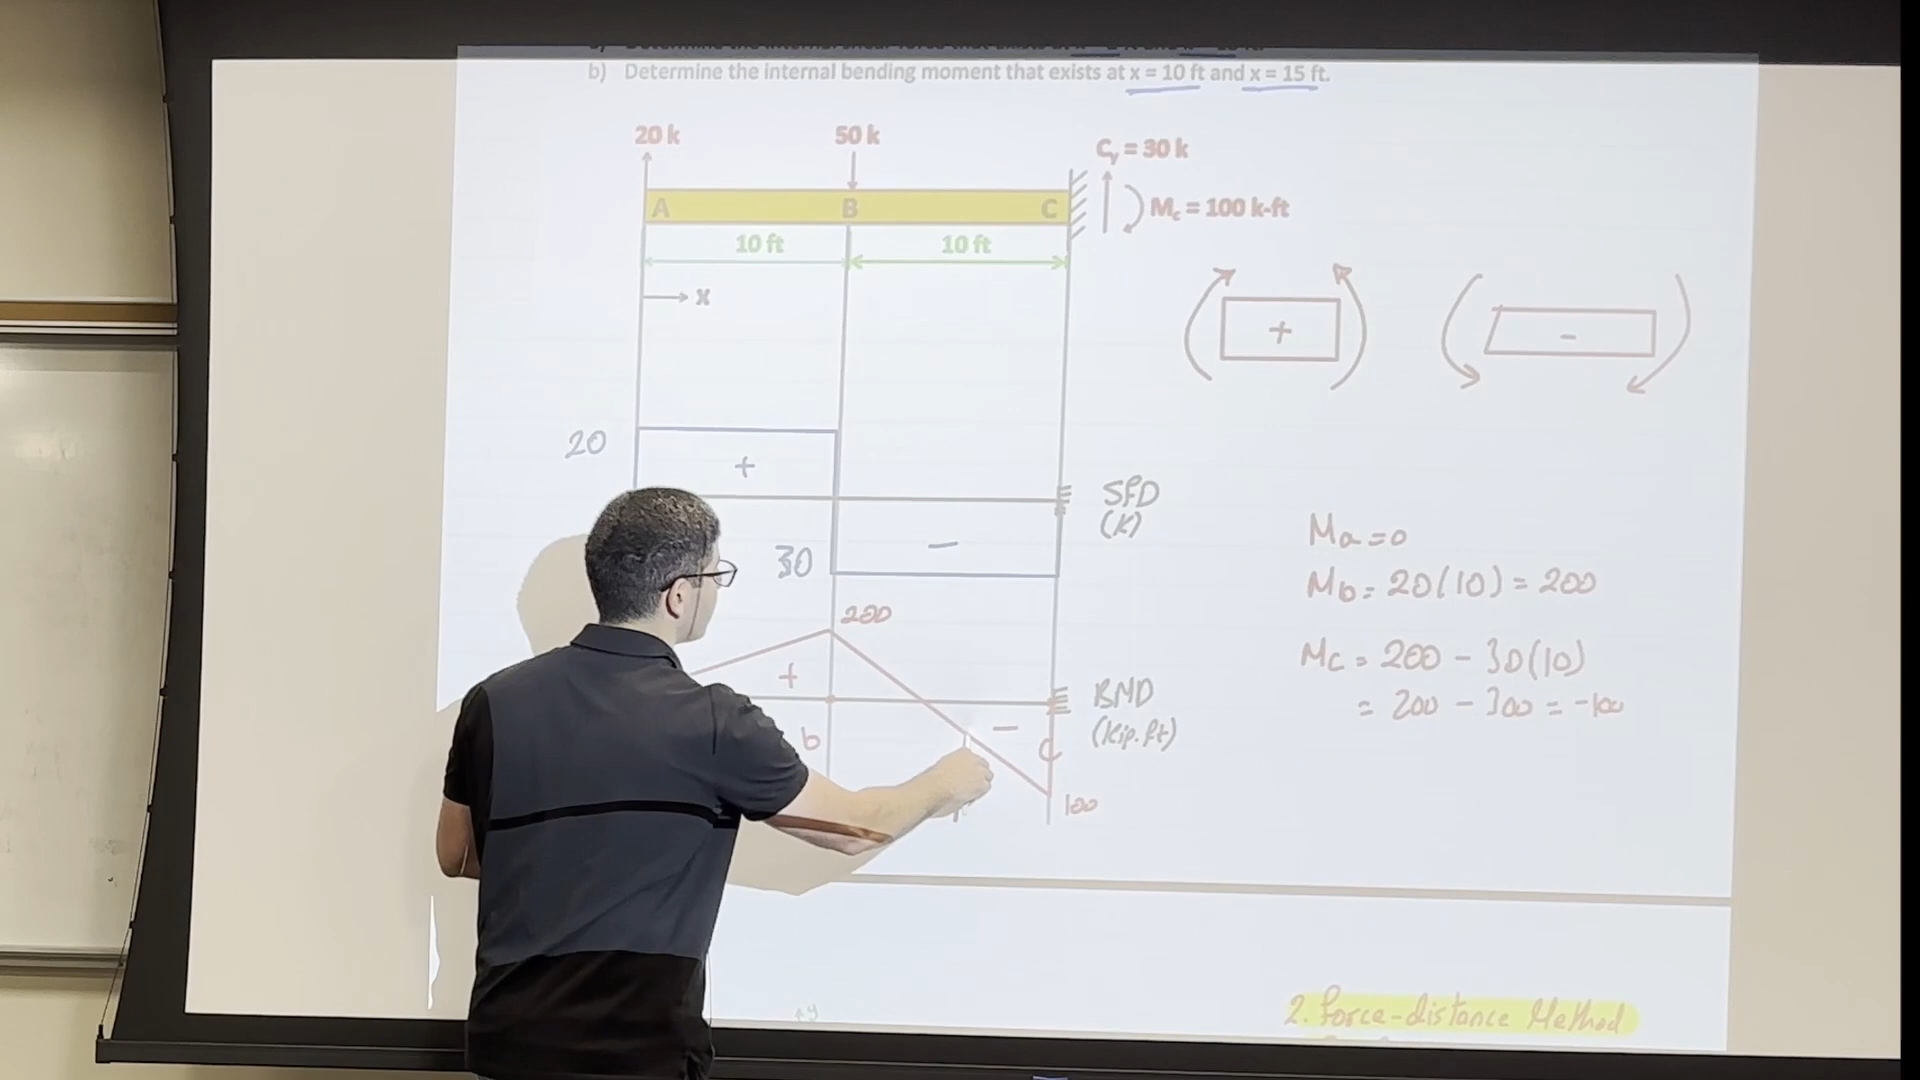 b) Determine the internal bending moment that exists at x = 10 ft and x = 15 ft.
20 k
50 k
Cy = 30 k
A
B
C
Mc = 100 k-ft
10 ft
10 ft
x
+
-
20
+
SFD
(K)
30
-
Ma=0
Mb= 20(10) = 200
200
Mc = 200 - 30(10)
= 200 - 300 = -100
+
BMD
(Kip.ft)
-
b
C
100
y
2. Force-distance Method